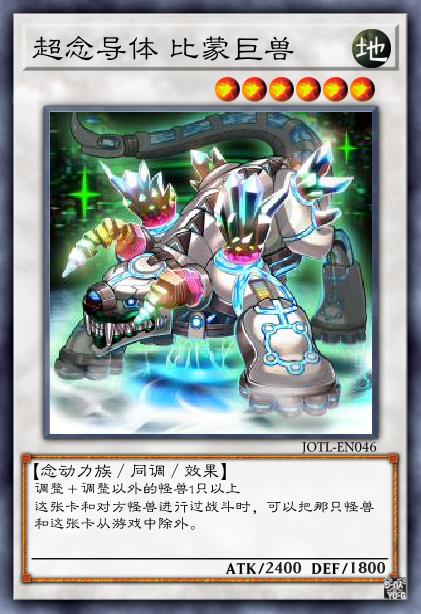 超念导体 比蒙巨兽
地
JOTL-EN046
【念动力族／同调／效果】
调整＋调整以外的怪兽1只以上
这张卡和对方怪兽进行过战斗时，可以把那只怪兽
和这张卡从游戏中除外。
ATK/2400 DEF/1800